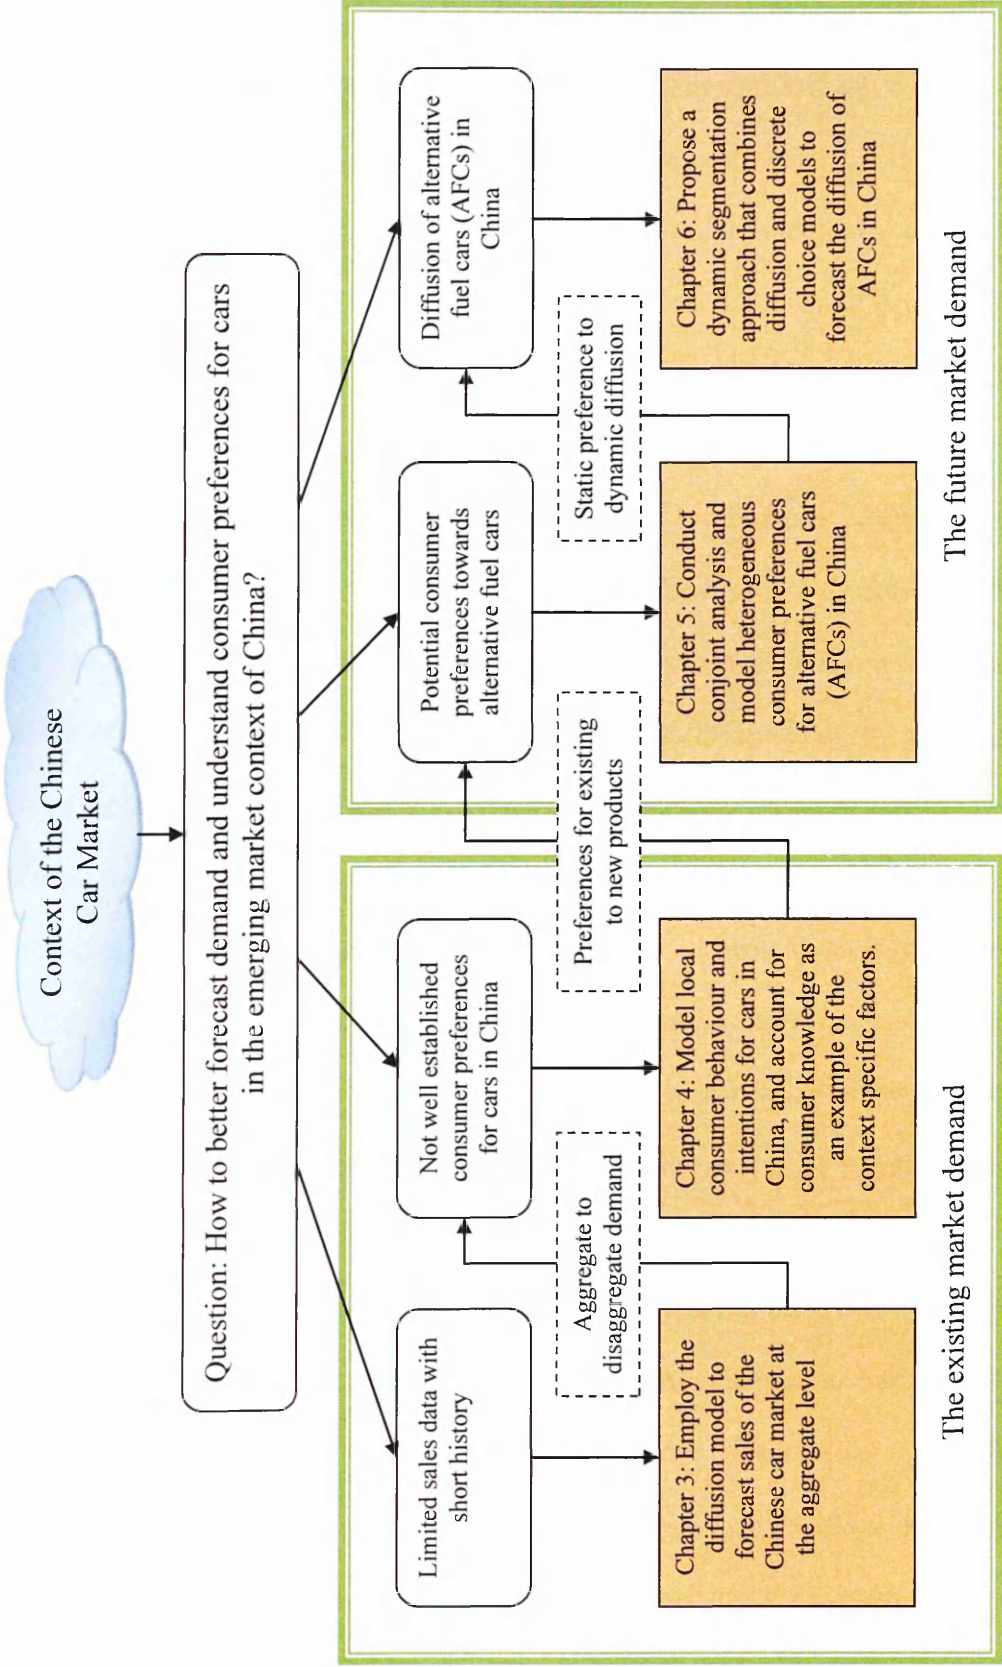 Context of the Chinese
Car Market
Question: How to better forecast demand and understand consumer preferences for cars
in the emerging market context of China?
Limited sales data with
short history
Not well established
consumer preferences
for cars in China
Potential consumer
preferences towards
alternative fuel cars
Diffusion of alternative
fuel cars (AFCs) in
China
Aggregate to
disaggregate demand
Preferences for existing
to new products
Static preference to
dynamic diffusion
Chapter 3: Employ the
diffusion model to
forecast sales of the
Chinese car market at
the aggregate level
Chapter 4: Model local
consumer behaviour and
intentions for cars in
China, and account for
consumer knowledge as
an example of the
context specific factors.
Chapter 5: Conduct
conjoint analysis and
model heterogeneous
consumer preferences
for alternative fuel cars
(AFCs) in China
Chapter 6: Propose a
dynamic segmentation
approach that combines
diffusion and discrete
choice models to
forecast the diffusion of
AFCs in China
The existing market demand
The future market demand